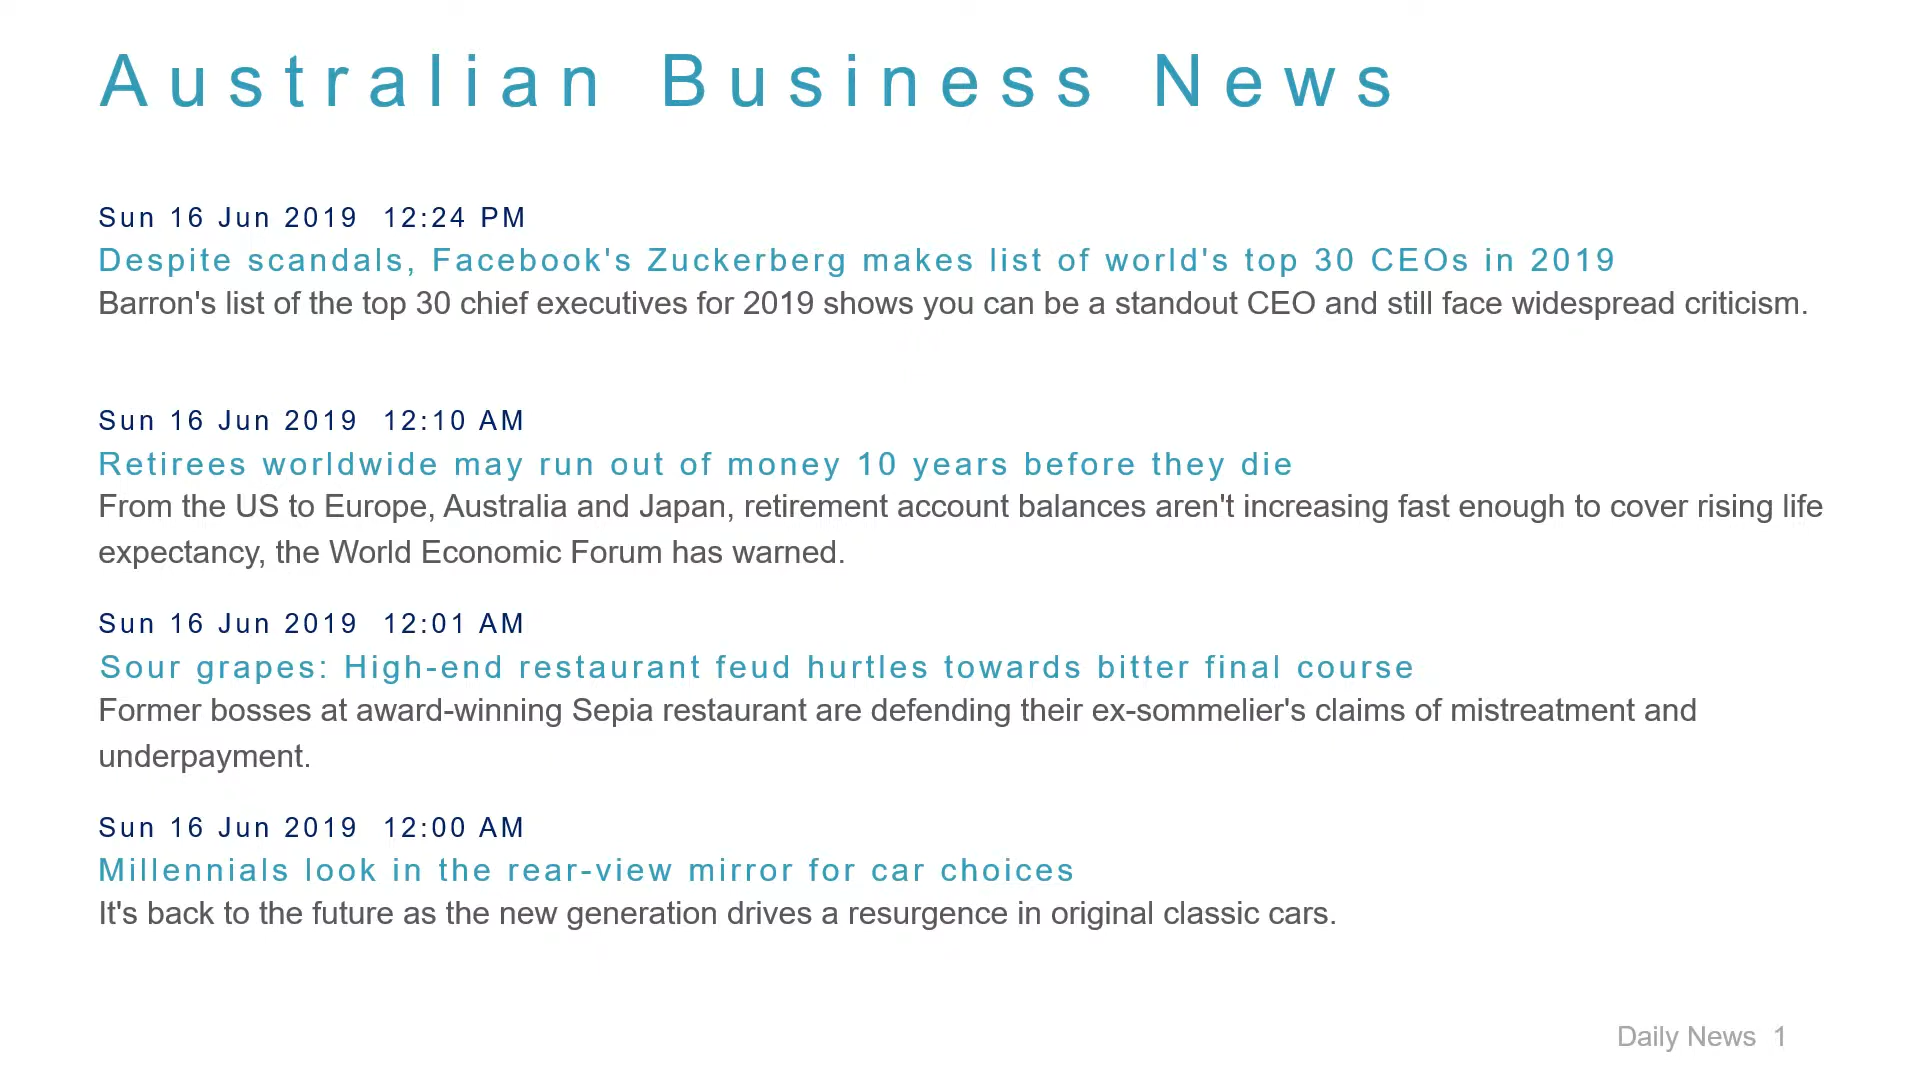 Australian Business News
Sun 16 Jun 2019  12:24 PM
Despite scandals, Facebook's Zuckerberg makes list of world's top 30 CEOs in 2019
Barron's list of the top 30 chief executives for 2019 shows you can be a standout CEO and still face widespread criticism.
Sun 16 Jun 2019  12:10 AM
Retirees worldwide may run out of money 10 years before they die
From the US to Europe, Australia and Japan, retirement account balances aren't increasing fast enough to cover rising life
expectancy, the World Economic Forum has warned.
Sun 16 Jun 2019  12:01 AM
Sour grapes: High-end restaurant feud hurtles towards bitter final course
Former bosses at award-winning Sepia restaurant are defending their ex-sommelier's claims of mistreatment and
underpayment.
Sun 16 Jun 2019  12:00 AM
Millennials look in the rear-view mirror for car choices
It's back to the future as the new generation drives a resurgence in original classic cars.
Daily News  1